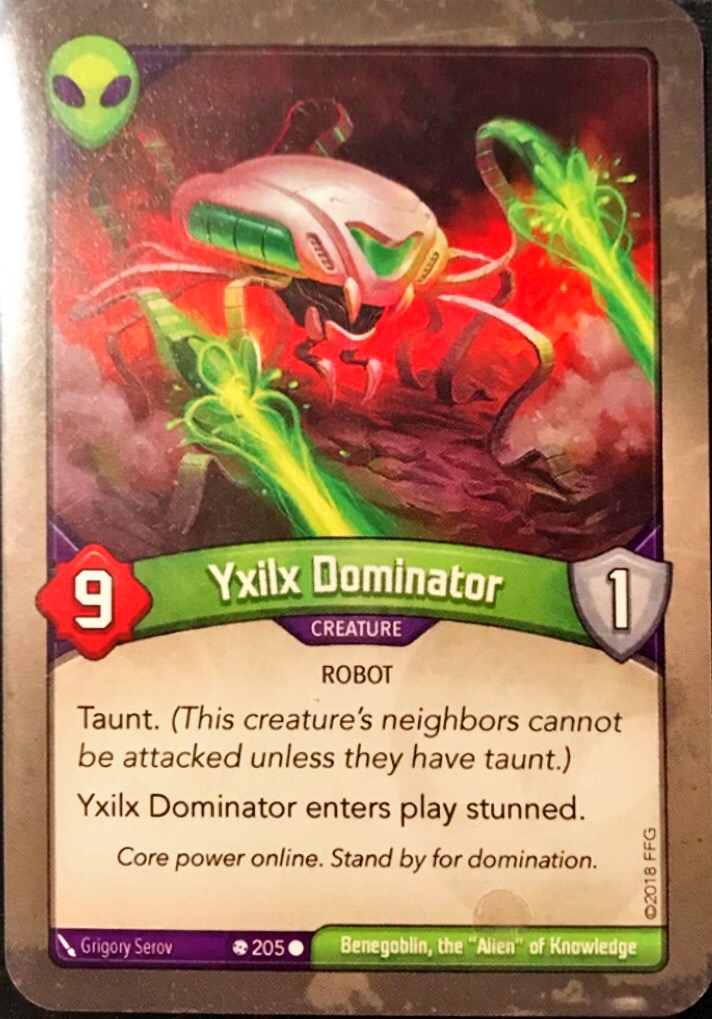 9
Yxilx Dominator
1
CREATURE
ROBOT
Taunt. (This creature's neighbors cannot
be attacked unless they have taunt.)
Yxilx Dominator enters play stunned.
Core power online. Stand by for domination.
©2018 FFG
Grigory Serov
205
Benegoblin, the "Alien" of Knowledge